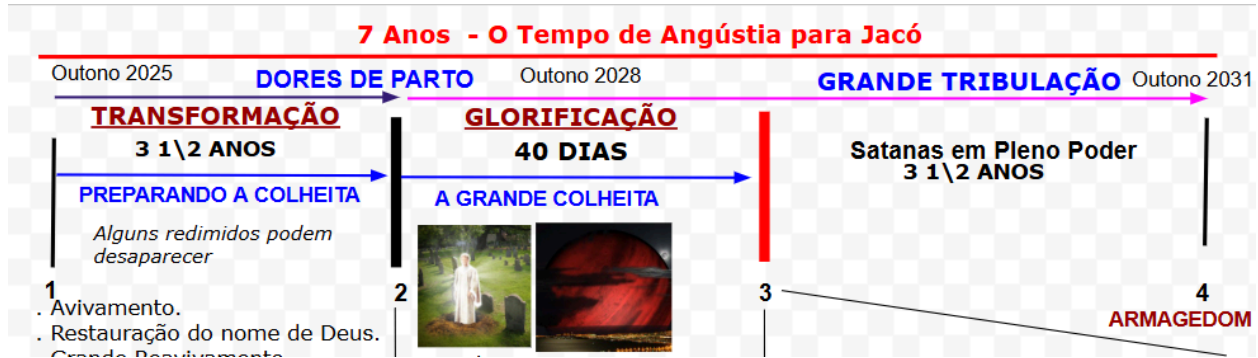 7 Anos - O Tempo de Angústia para Jacó
Outono 2025
DORES DE PARTO
Outono 2028
GRANDE TRIBULAÇÃO
Outono 2031
TRANSFORMAÇÃO
3 1\2 ANOS
PREPARANDO A COLHEITA
Alguns redimidos podem
desaparecer
GLORIFICAÇÃO
40 DIAS
A GRANDE COLHEITA
Satanas em Pleno Poder
3 1\2 ANOS
1
2
3
4
ARMAGEDOM
. Avivamento.
. Restauração do nome de Deus.
. Grande Reavivamento